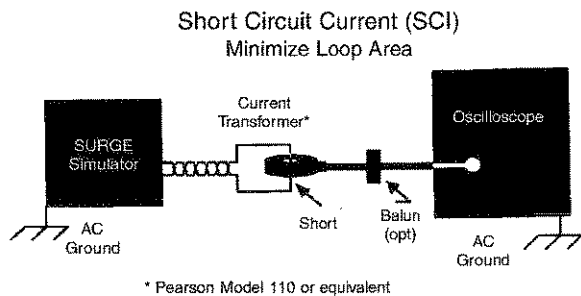 Short Circuit Current (SCI)
Minimize Loop Area
Current
Transformer*
SURGE
Simulator
Oscilloscope
Short
Balun
(opt)
AC
Ground
AC
Ground
* Pearson Model 110 or equivalent